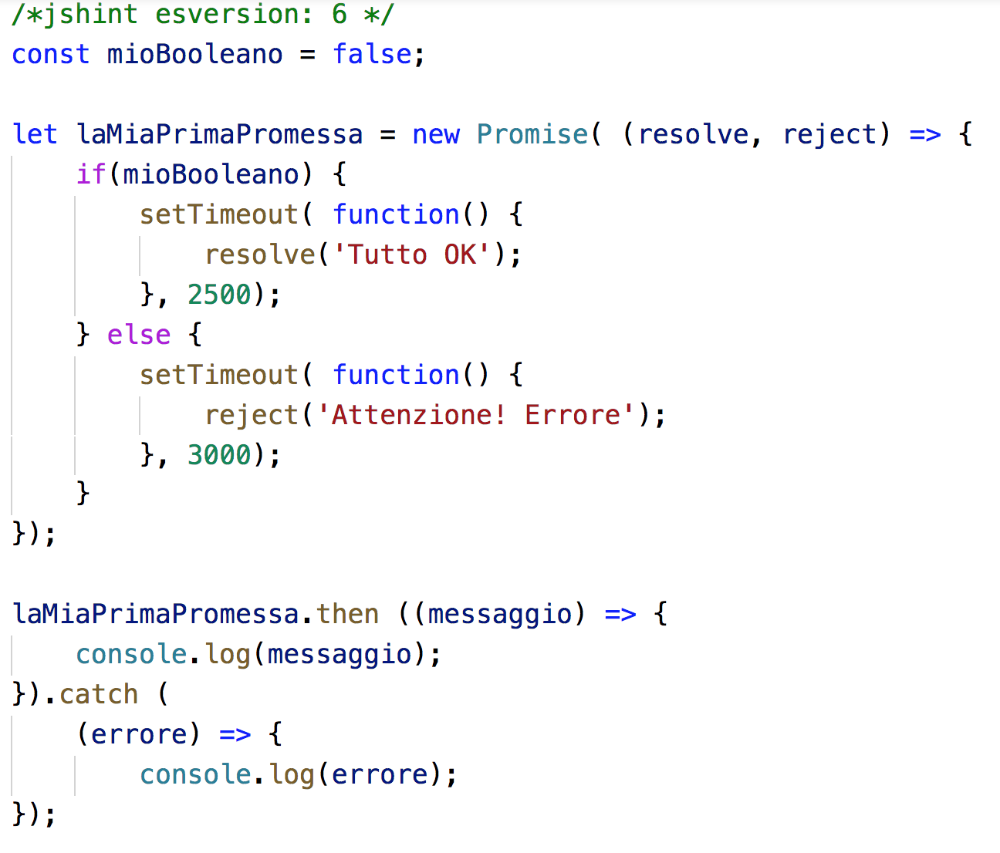 /*jshint esversion: 6 */
const mioBooleano = false;

let laMiaPrimaPromessa = new Promise( (resolve, reject) => {
    if(mioBooleano) {
        setTimeout( function() {
            resolve('Tutto OK');
        }, 2500);
    } else {
        setTimeout( function() {
            reject('Attenzione! Errore');
        }, 3000);
    }
});

laMiaPrimaPromessa.then ((messaggio) => {
    console.log(messaggio);
}).catch (
    (errore) => {
        console.log(errore);
});